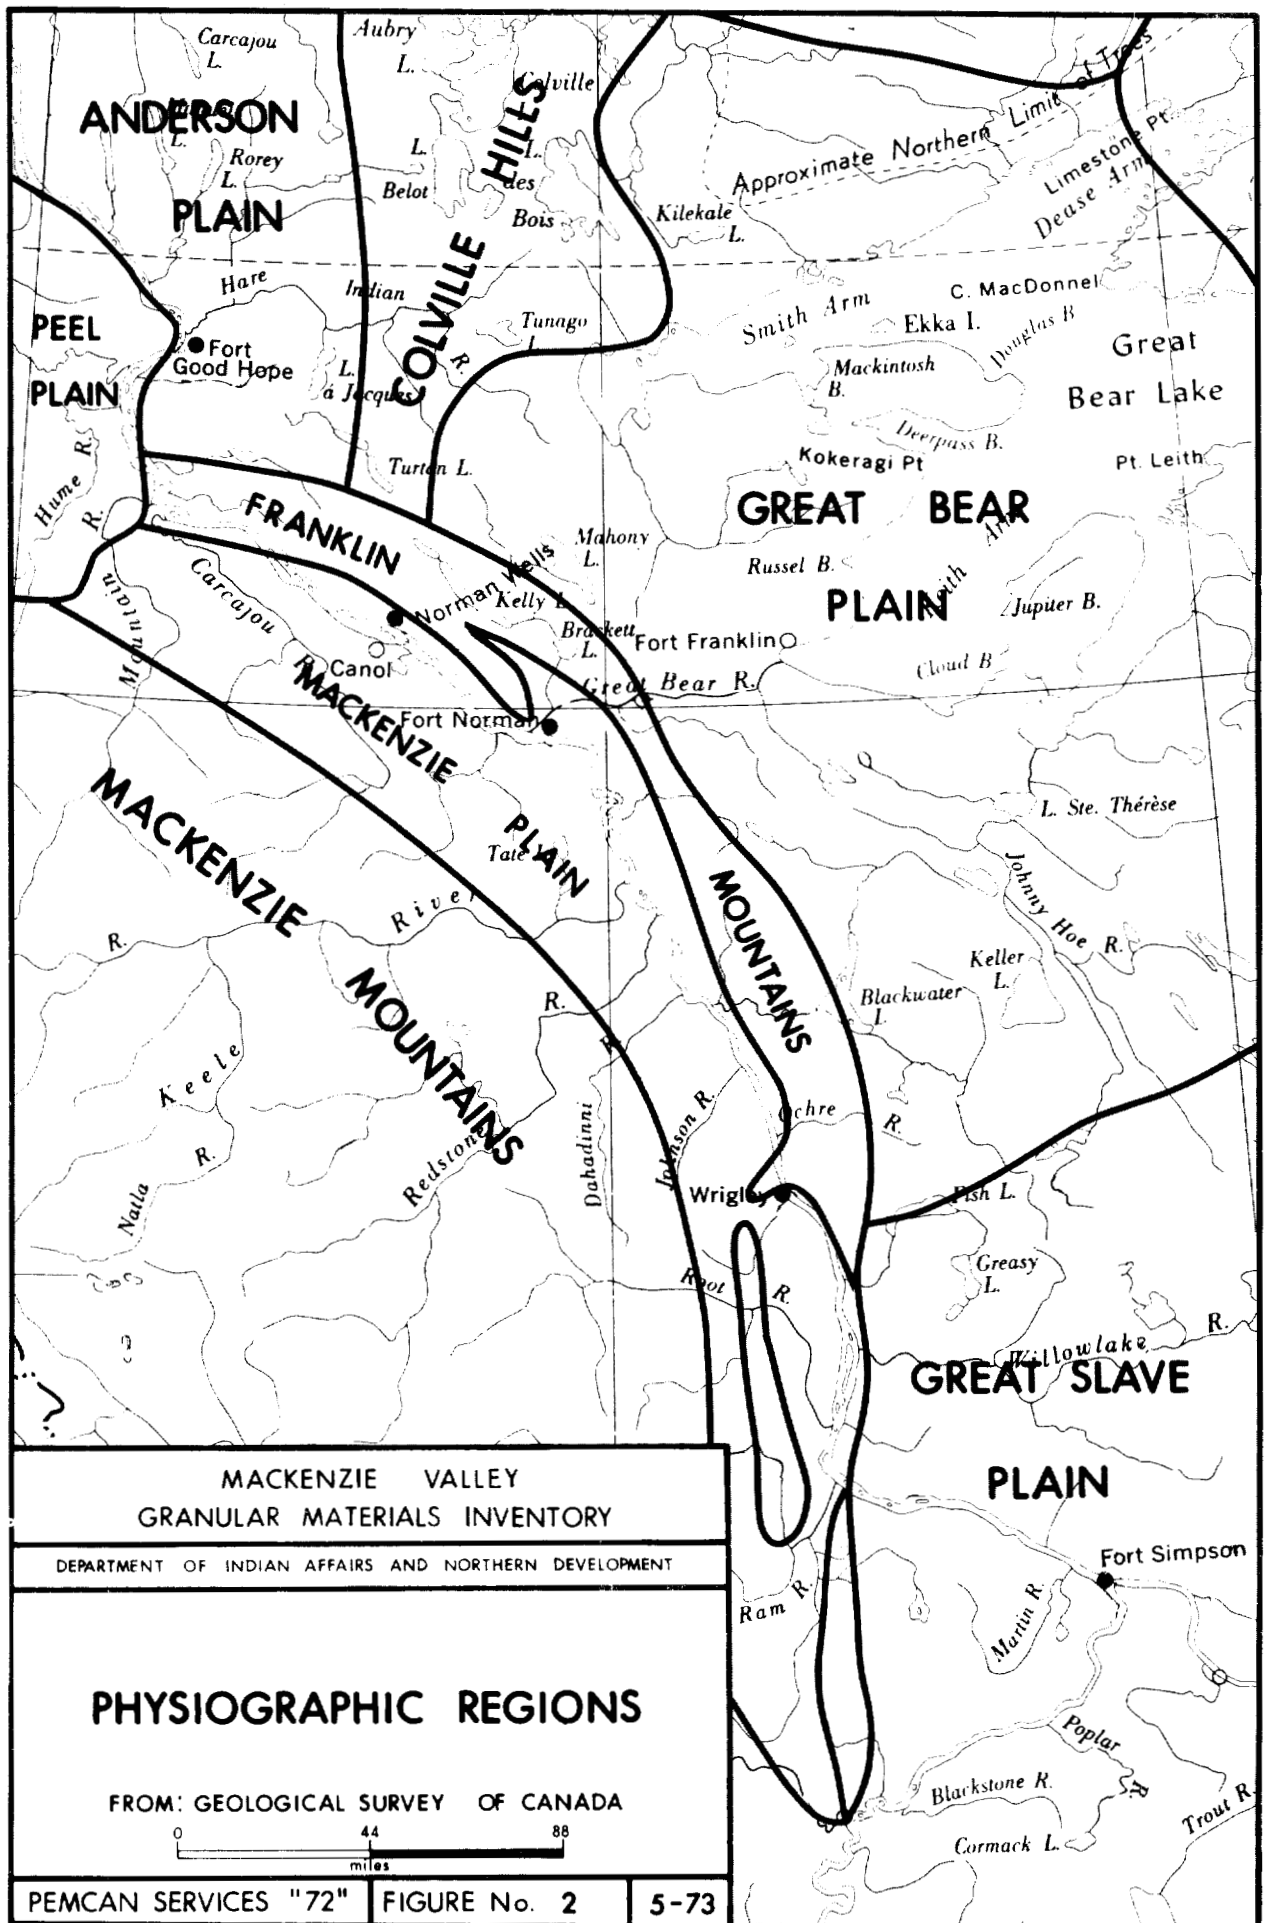 Carcajou
L.
Aubry
L.
Colville
L.
des
Bois
ANDERSON
PLAIN
L.
Rorey
L.
L.
Belot
COLVILLE HILLS
Approximate Northern Limit of Trees
Limestone Pt.
Dease Arm
Kilekale
L.
Hare
Indian
R.
Tunago
Smith Arm
C. MacDonnel
Ekka I.
Douglas B
Great
Bear Lake
PEEL
PLAIN
Fort
Good Hope
L.
á Jacques
Mackintosh
B.
Deerpass B.
Kokeragi Pt
Pt. Leith
Hume R.
R.
Turton L.
FRANKLIN
GREAT BEAR
PLAIN
Mahony
L.
Russel B.
Keith Arm
Jupiter B.
Norman Wells
Kelly L
Brackett
L.
Fort Franklin
Cloud B
Great Bear R.
Carcajou
R.
Mountain
Canol
Fort Norman
MACKENZIE
PLAIN
Tate
L. Ste. Thérèse
MACKENZIE
MOUNTAINS
River
R.
MOUNTAINS
Johnny Hoe R.
Keller
L.
Blackwater
L
R.
R
Keele
R.
Natla
Redstone
Dahadinni
Johnson R.
Ochre
R.
Wrigley
Fish L.
Greasy
L.
Root
R.
Willowlake
R.
GREAT SLAVE
PLAIN
?
Fort Simpson
Martin R.
Ram R.
Poplar
R.
Blackstone R.
Trout R.
Cormack L.
MACKENZIE VALLEY
GRANULAR MATERIALS INVENTORY
DEPARTMENT OF INDIAN AFFAIRS AND NORTHERN DEVELOPMENT
PHYSIOGRAPHIC REGIONS
FROM: GEOLOGICAL SURVEY OF CANADA
0 44 88
miles
PEMCAN SERVICES "72"
FIGURE No. 2
5-73